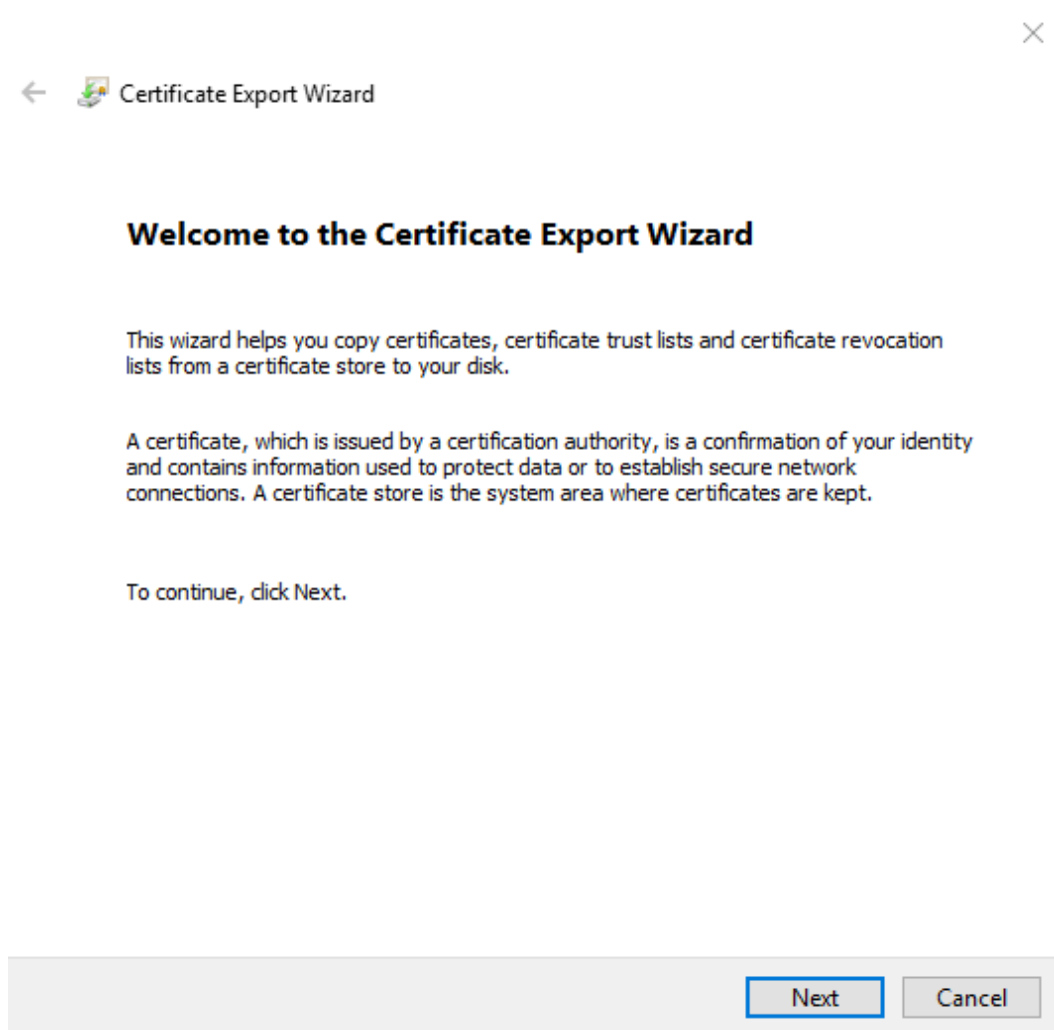 Certificate Export Wizard
Welcome to the Certificate Export Wizard
This wizard helps you copy certificates, certificate trust lists and certificate revocation
lists from a certificate store to your disk.
A certificate, which is issued by a certification authority, is a confirmation of your identity
and contains information used to protect data or to establish secure network
connections. A certificate store is the system area where certificates are kept.
To continue, click Next.
Next Cancel